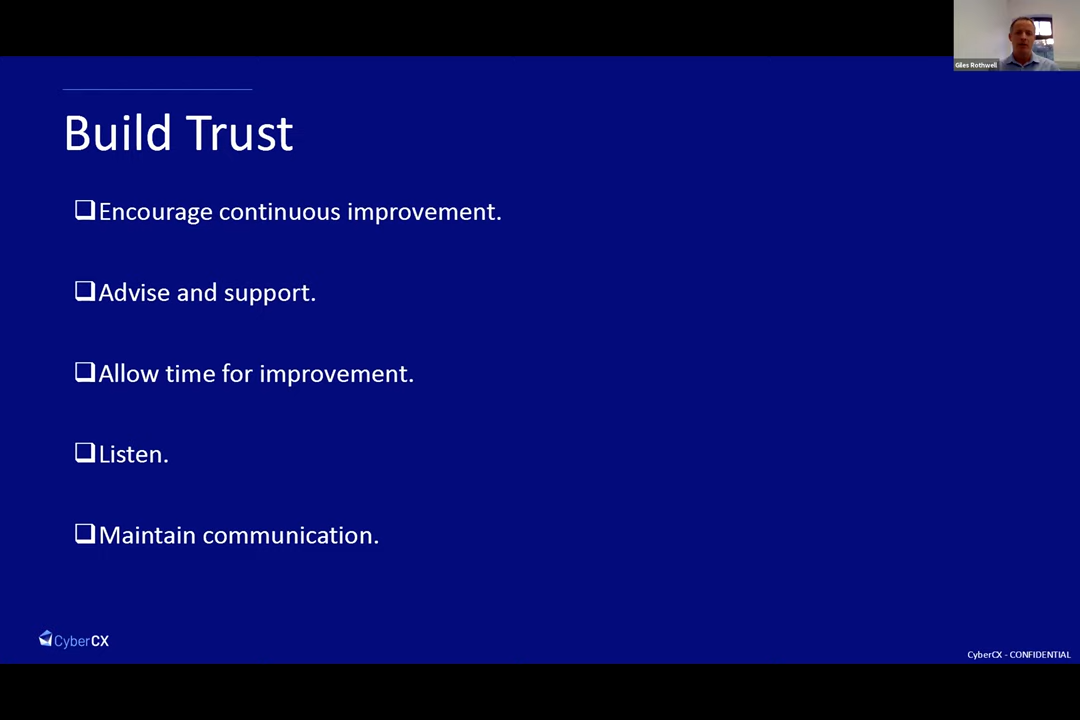 Giles Rothwell
Build Trust
Encourage continuous improvement.
Advise and support.
Allow time for improvement.
Listen.
Maintain communication.
CyberCX
CyberCX - CONFIDENTIAL